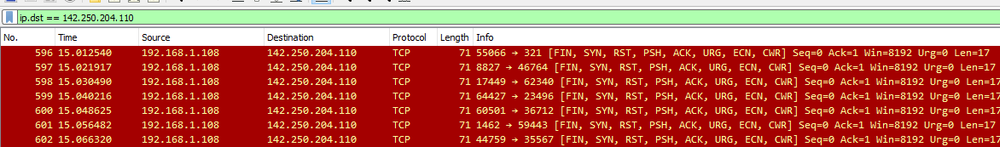 ip.dst == 142.250.204.110
No. Time Source Destination Protocol Length Info
596 15.012540 192.168.1.108 142.250.204.110 TCP 71 55066 → 321 [FIN, SYN, RST, PSH, ACK, URG, ECN, CWR] Seq=0 Ack=1 Win=8192 Urg=0 Len=17
597 15.021917 192.168.1.108 142.250.204.110 TCP 71 8827 → 46764 [FIN, SYN, RST, PSH, ACK, URG, ECN, CWR] Seq=0 Ack=1 Win=8192 Urg=0 Len=17
598 15.030490 192.168.1.108 142.250.204.110 TCP 71 17449 → 62340 [FIN, SYN, RST, PSH, ACK, URG, ECN, CWR] Seq=0 Ack=1 Win=8192 Urg=0 Len=1
599 15.040216 192.168.1.108 142.250.204.110 TCP 71 64427 → 23496 [FIN, SYN, RST, PSH, ACK, URG, ECN, CWR] Seq=0 Ack=1 Win=8192 Urg=0 Len=1
600 15.048625 192.168.1.108 142.250.204.110 TCP 71 60501 → 36712 [FIN, SYN, RST, PSH, ACK, URG, ECN, CWR] Seq=0 Ack=1 Win=8192 Urg=0 Len=1
601 15.056482 192.168.1.108 142.250.204.110 TCP 71 1462 → 59443 [FIN, SYN, RST, PSH, ACK, URG, ECN, CWR] Seq=0 Ack=1 Win=8192 Urg=0 Len=17
602 15.066320 192.168.1.108 142.250.204.110 TCP 71 44759 → 35567 [FIN, SYN, RST, PSH, ACK, URG, ECN, CWR] Seq=0 Ack=1 Win=8192 Urg=0 Len=1